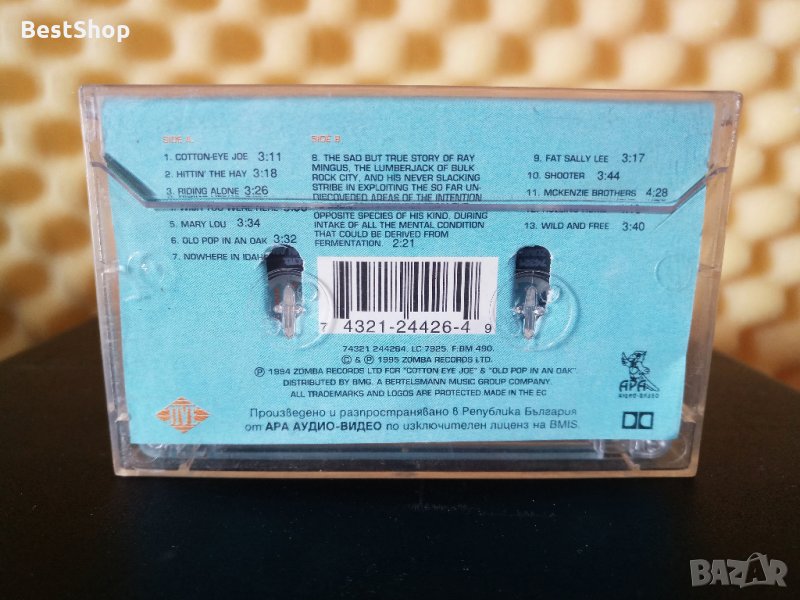 BestShop
SIDE A
1. COTTON-EYE JOE 3:11
2. HITTIN' THE HAY 3:18
3. RIDING ALONE 3:26
4. WISH YOU WERE HERE
5. MARY LOU 3:34
6. OLD POP IN AN OAK 3:32
7. NOWHERE IN IDAHO
SIDE B
8. THE SAD BUT TRUE STORY OF RAY
MINGUS, THE LUMBERJACK OF BULK
ROCK CITY, AND HIS NEVER SLACKING
STRIBE IN EXPLOITING THE SO FAR UN-
DISCOVERED AREAS OF THE INTENTION
OPPOSITE SPECIES OF HIS KIND, DURING
INTAKE OF ALL THE MENTAL CONDITION
THAT COULD BE DERIVED FROM
FERMENTATION. 2:21
9. FAT SALLY LEE 3:17
10. SHOOTER 3:44
11. MCKENZIE BROTHERS 4:28
13. WILD AND FREE 3:40
7 4321-24426-4 9
74321 244264. LC 7925. F:BM 490.
© & ℗ 1995 ZOMBA RECORDS LTD.
℗ 1994 ZOMBA RECORDS LTD FOR "COTTON EYE JOE" & "OLD POP IN AN OAK".
DISTRIBUTED BY BMG. A BERTELSMANN MUSIC GROUP COMPANY.
ALL TRADEMARKS AND LOGOS ARE PROTECTED MADE IN THE EC
Произведено и разпространявано в Република България
от АРА АУДИО-ВИДЕО по изключителен лиценз на BMIS.
АРА
АУДИО-ВИДЕО
BAZAR